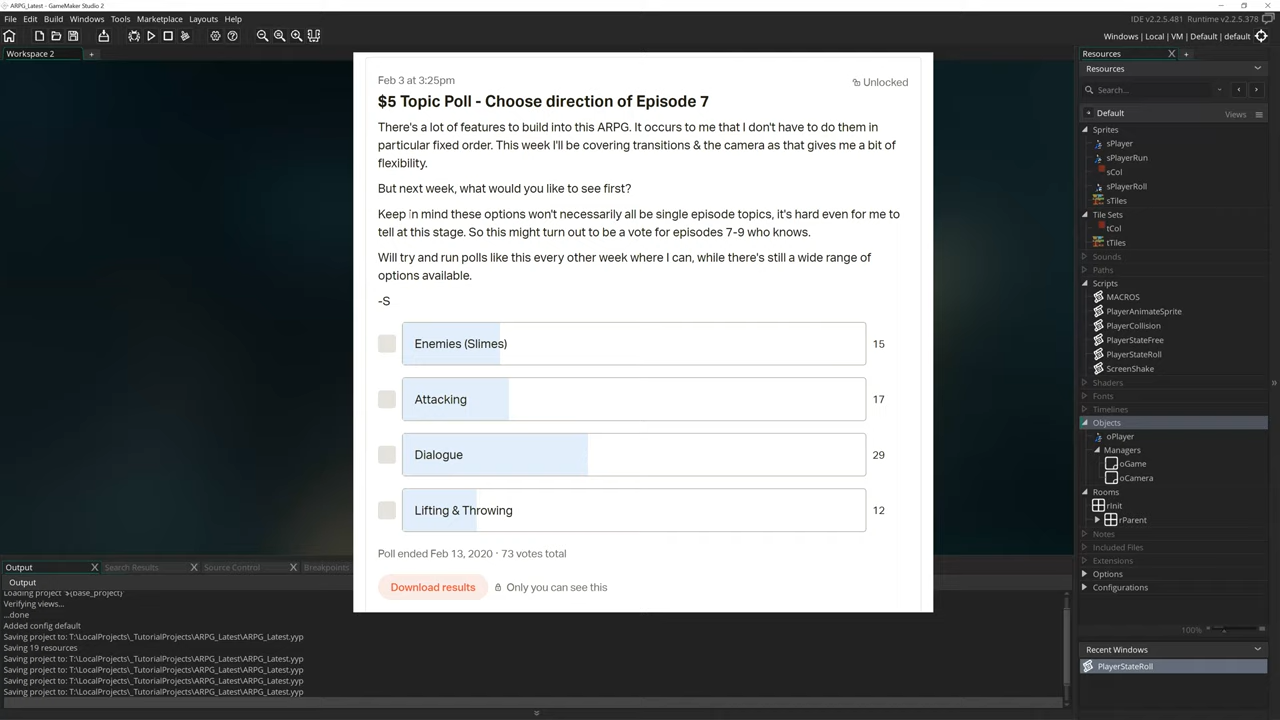 ARPG_Latest - GameMaker Studio 2
File Edit Build Windows Tools Marketplace Layouts Help
IDE v2.2.5.481 Runtime v2.2.5.378
Windows | Local | VM | Default | default
Workspace 2
Feb 3 at 3:25pm
Unlocked
$5 Topic Poll - Choose direction of Episode 7
There's a lot of features to build into this ARPG. It occurs to me that I don't have to do them in
particular fixed order. This week I'll be covering transitions & the camera as that gives me a bit of
flexibility.
But next week, what would you like to see first?
Keep in mind these options won't necessarily all be single episode topics, it's hard even for me to
tell at this stage. So this might turn out to be a vote for episodes 7-9 who knows.
Will try and run polls like this every other week where I can, while there's still a wide range of
options available.
-S
Enemies (Slimes) 15
Attacking 17
Dialogue 29
Lifting & Throwing 12
Poll ended Feb 13, 2020 · 73 votes total
Download results
Only you can see this
Resources
Resources
Search...
Default
Views
Sprites
sPlayer
sPlayerRun
sCol
sPlayerRoll
sTiles
Tile Sets
tCol
tTiles
Sounds
Paths
Scripts
MACROS
PlayerAnimateSprite
PlayerCollision
PlayerStateFree
PlayerStateRoll
ScreenShake
Shaders
Fonts
Timelines
Objects
oPlayer
Managers
oGame
oCamera
Rooms
rInit
rParent
Notes
Included Files
Extensions
Options
Configurations
100%
Recent Windows
PlayerStateRoll
Output Search Results Source Control Breakpoints
Output
Loading project ${base_project}
Verifying views...
...done
Added config default
Saving project to: T:\LocalProjects\_TutorialProjects\ARPG_Latest\ARPG_Latest.yyp
Saving 19 resources
Saving project to: T:\LocalProjects\_TutorialProjects\ARPG_Latest\ARPG_Latest.yyp
Saving project to: T:\LocalProjects\_TutorialProjects\ARPG_Latest\ARPG_Latest.yyp
Saving project to: T:\LocalProjects\_TutorialProjects\ARPG_Latest\ARPG_Latest.yyp
Saving project to: T:\LocalProjects\_TutorialProjects\ARPG_Latest\ARPG_Latest.yyp